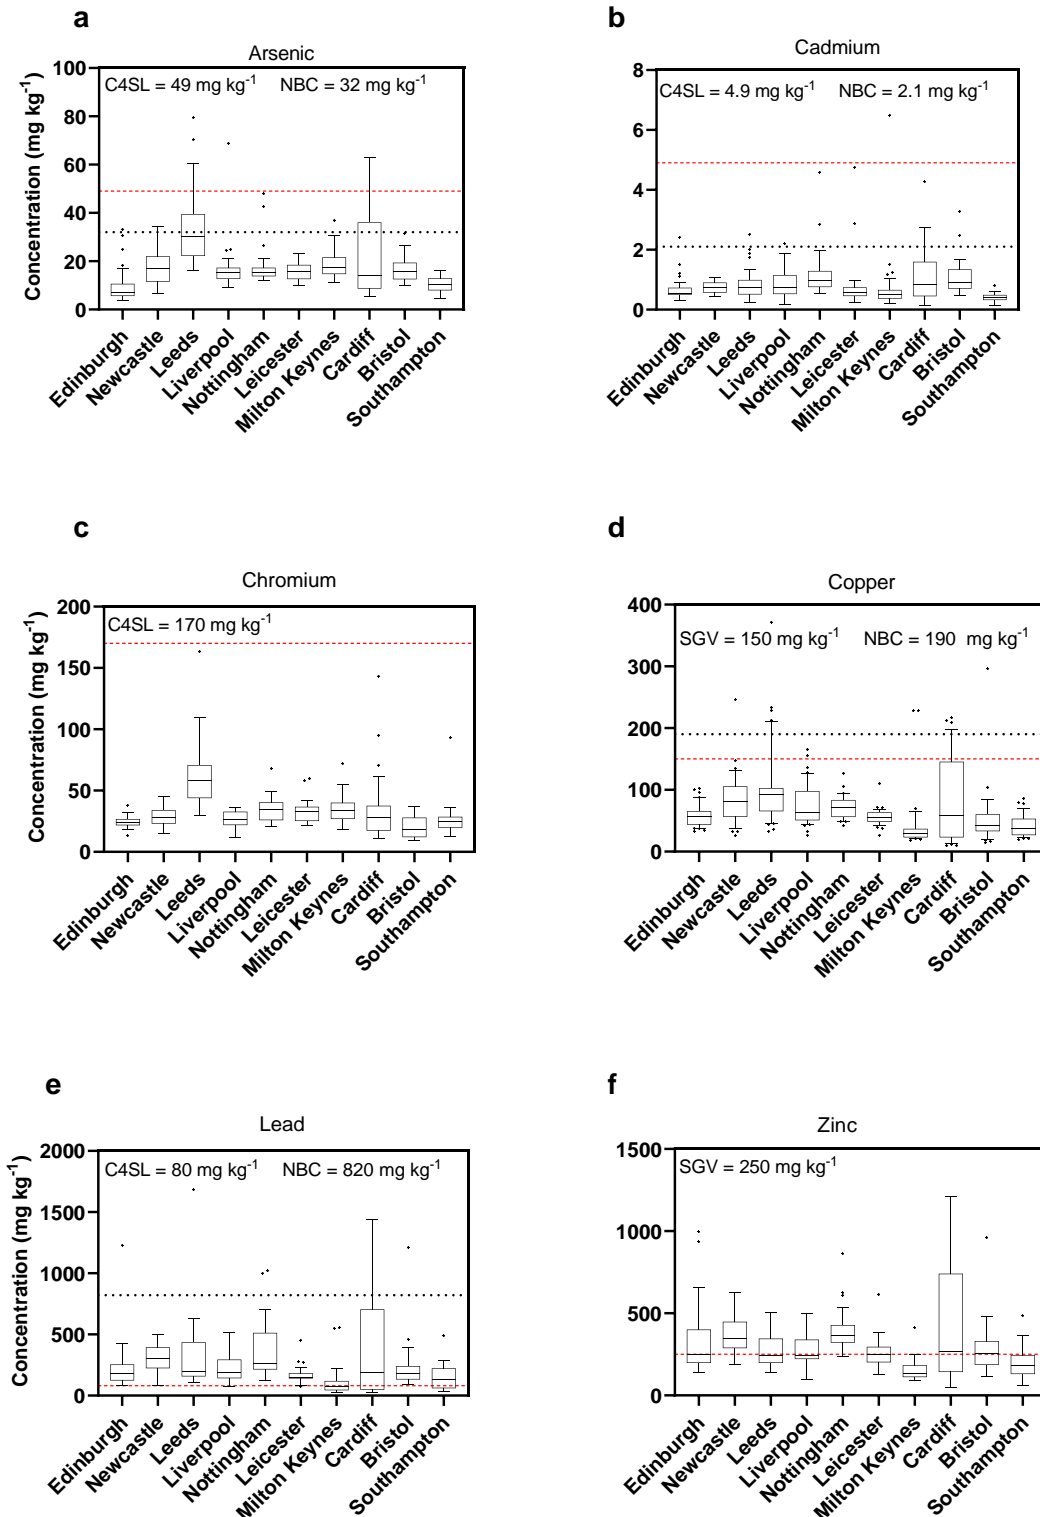 a
Arsenic
C4SL = 49 mg kg⁻¹ NBC = 32 mg kg⁻¹
Concentration (mg kg⁻¹)
100
80
60
40
20
0
Edinburgh
Newcastle
Leeds
Liverpool
Nottingham
Leicester
Milton Keynes
Cardiff
Bristol
Southampton
b
Cadmium
C4SL = 4.9 mg kg⁻¹ NBC = 2.1 mg kg⁻¹
8
6
4
2
0
Edinburgh
Newcastle
Leeds
Liverpool
Nottingham
Leicester
Milton Keynes
Cardiff
Bristol
Southampton
c
Chromium
C4SL = 170 mg kg⁻¹
Concentration (mg kg⁻¹)
200
150
100
50
0
Edinburgh
Newcastle
Leeds
Liverpool
Nottingham
Leicester
Milton Keynes
Cardiff
Bristol
Southampton
d
Copper
SGV = 150 mg kg⁻¹ NBC = 190 mg kg⁻¹
400
300
200
100
0
Edinburgh
Newcastle
Leeds
Liverpool
Nottingham
Leicester
Milton Keynes
Cardiff
Bristol
Southampton
e
Lead
C4SL = 80 mg kg⁻¹ NBC = 820 mg kg⁻¹
Concentration (mg kg⁻¹)
2000
1500
1000
500
0
Edinburgh
Newcastle
Leeds
Liverpool
Nottingham
Leicester
Milton Keynes
Cardiff
Bristol
Southampton
f
Zinc
SGV = 250 mg kg⁻¹
1500
1000
500
0
Edinburgh
Newcastle
Leeds
Liverpool
Nottingham
Leicester
Milton Keynes
Cardiff
Bristol
Southampton